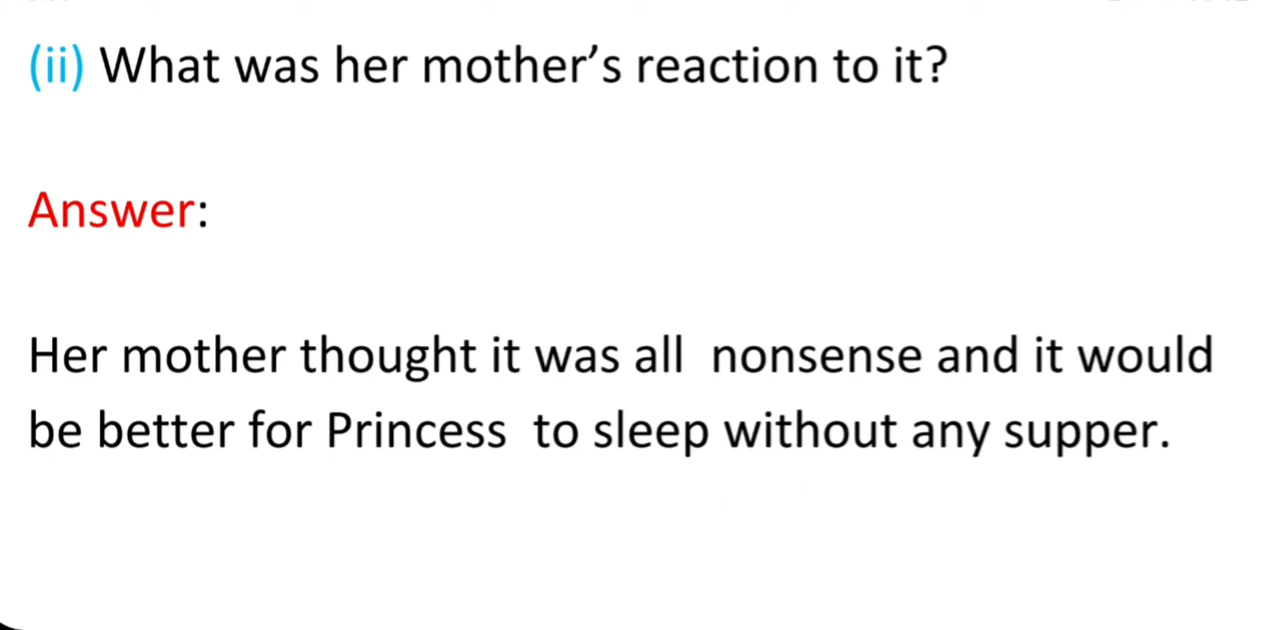 (ii) What was her mother's reaction to it?
Answer:
Her mother thought it was all  nonsense and it would
be better for Princess  to sleep without any supper.